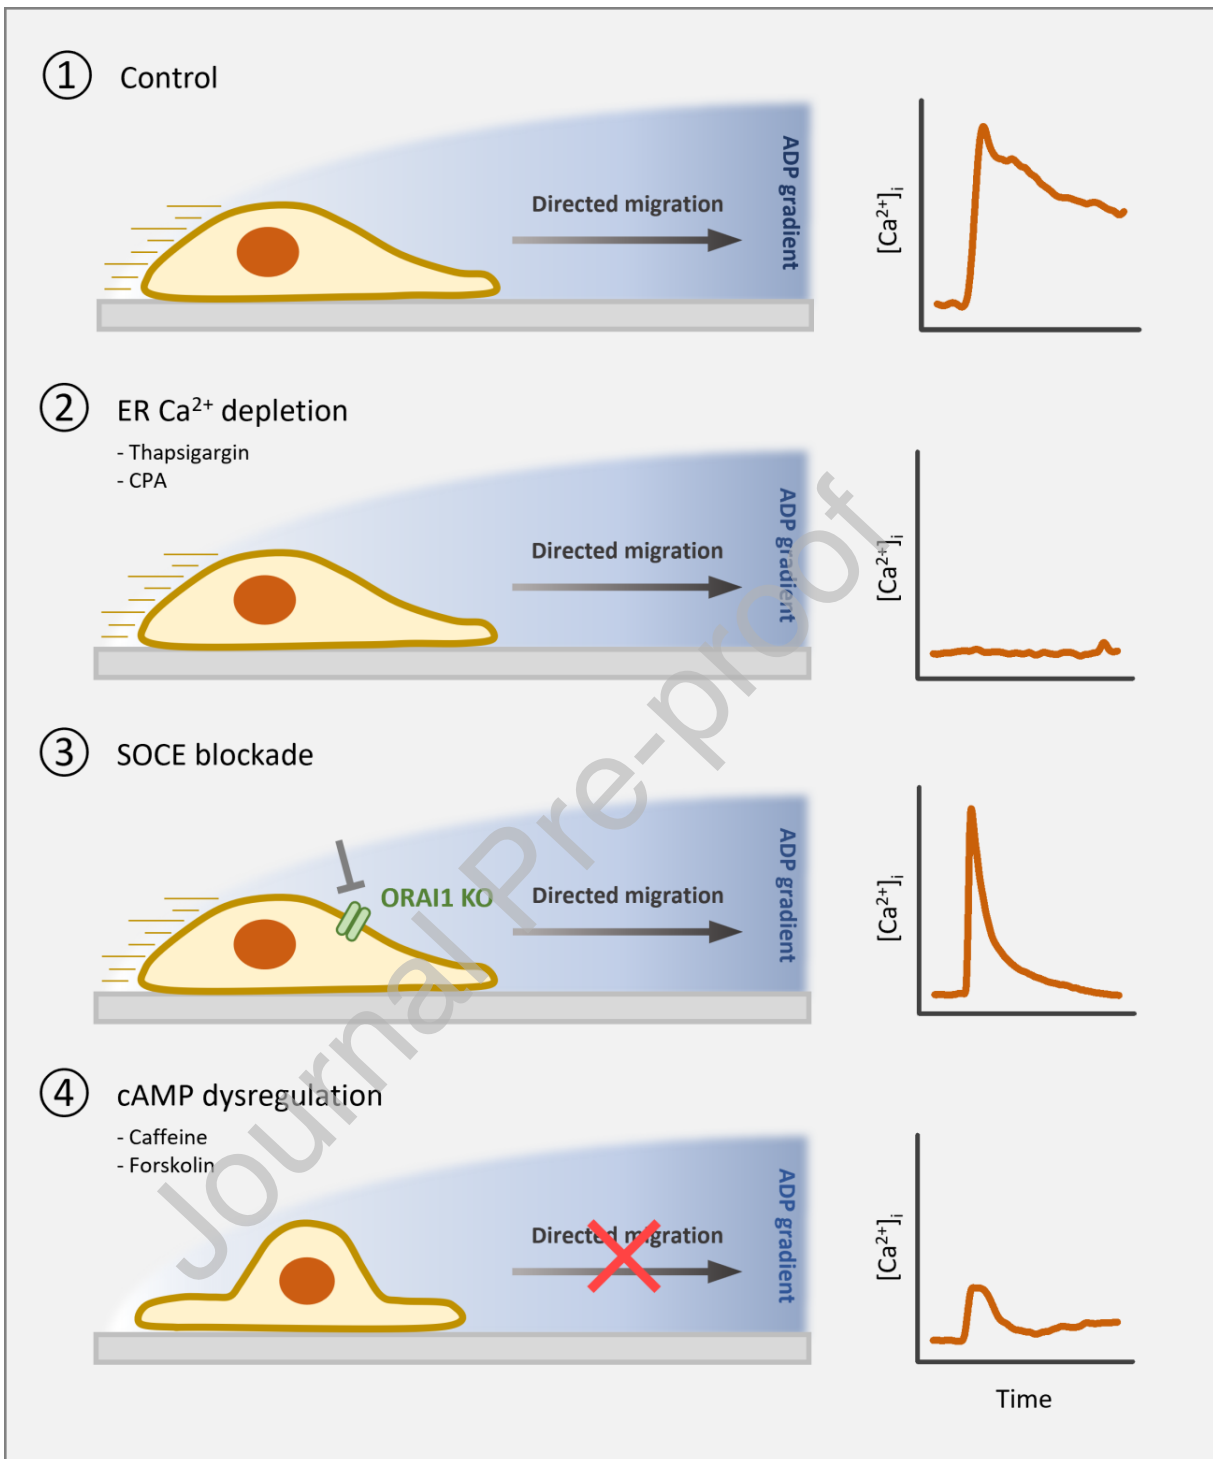 ① Control
Directed migration
ADP gradient
[Ca²⁺]ᵢ
② ER Ca²⁺ depletion
- Thapsigargin
- CPA
Directed migration
ADP gradient
[Ca²⁺]ᵢ
③ SOCE blockade
ORAI1 KO
Directed migration
ADP gradient
[Ca²⁺]ᵢ
④ cAMP dysregulation
- Caffeine
- Forskolin
Directed migration
ADP gradient
[Ca²⁺]ᵢ
Time
Journal Pre-proof